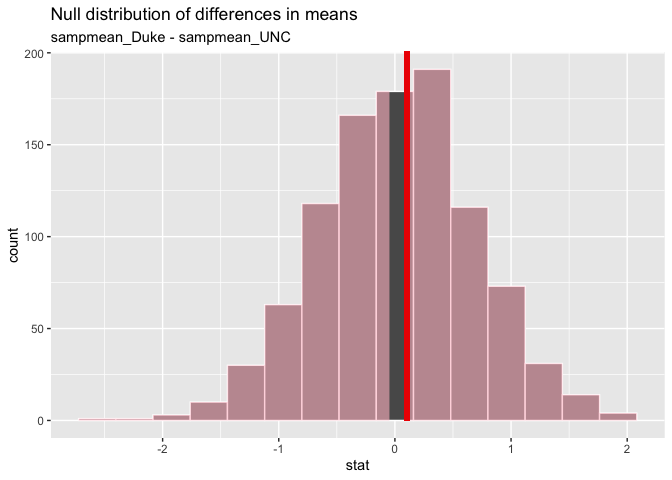 Null distribution of differences in means
sampmean_Duke - sampmean_UNC
200
150
100
50
0
count
-2
-1
0
1
2
stat